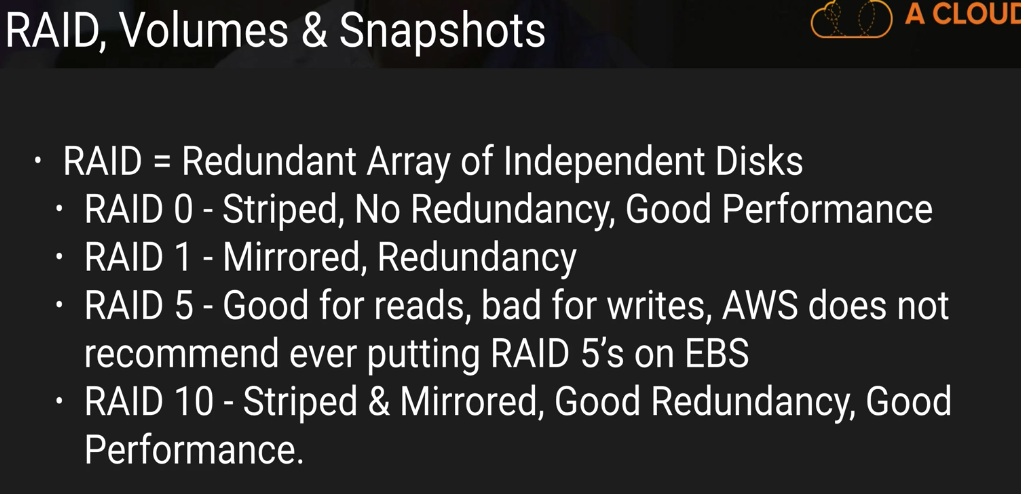 RAID, Volumes & Snapshots
A CLOUD
• RAID = Redundant Array of Independent Disks
• RAID 0 - Striped, No Redundancy, Good Performance
• RAID 1 - Mirrored, Redundancy
• RAID 5 - Good for reads, bad for writes, AWS does not
recommend ever putting RAID 5’s on EBS
• RAID 10 - Striped & Mirrored, Good Redundancy, Good
Performance.